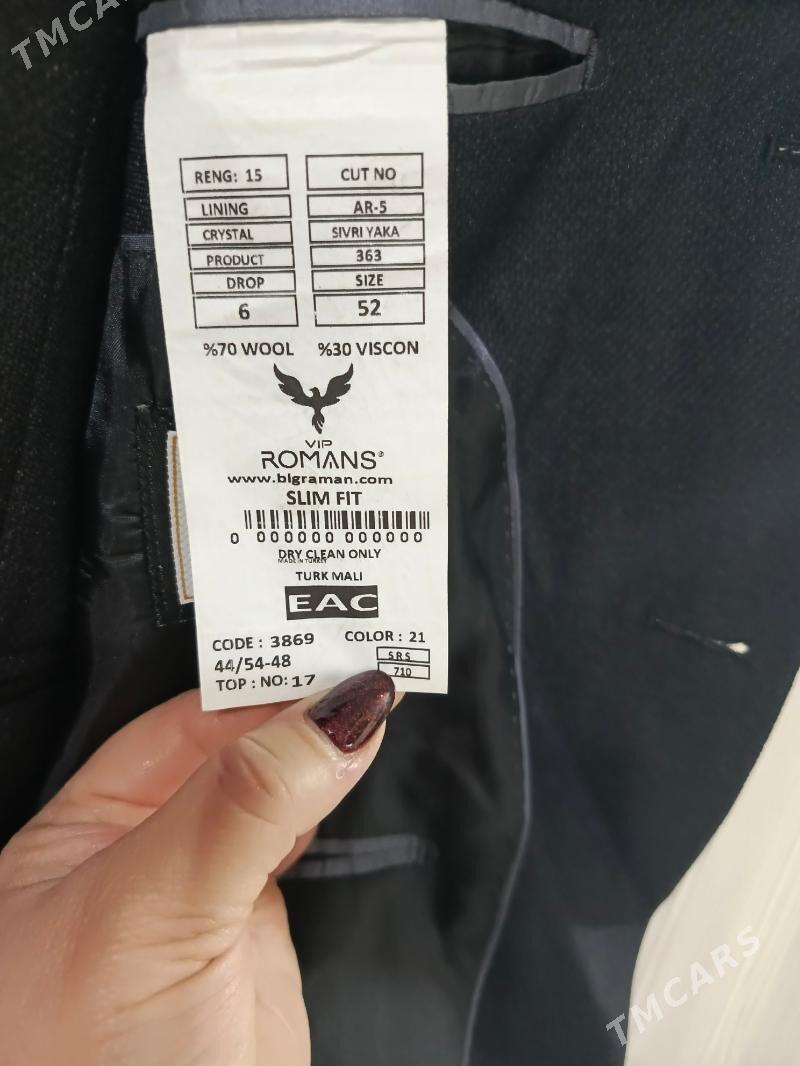 TMCARS
RENG: 15 CUT NO
LINING AR-5
CRYSTAL SIVRI YAKA
PRODUCT 363
DROP SIZE
6 52
%70 WOOL %30 VISCON
VIP
ROMANS®
www.bigraman.com
SLIM FIT
0 000000 000000
DRY CLEAN ONLY
MADE IN TURKEY
TURK MALI
EAC
CODE : 3869 COLOR : 21
44/54-48 SRS
TOP : NO: 17 710
TMCARS